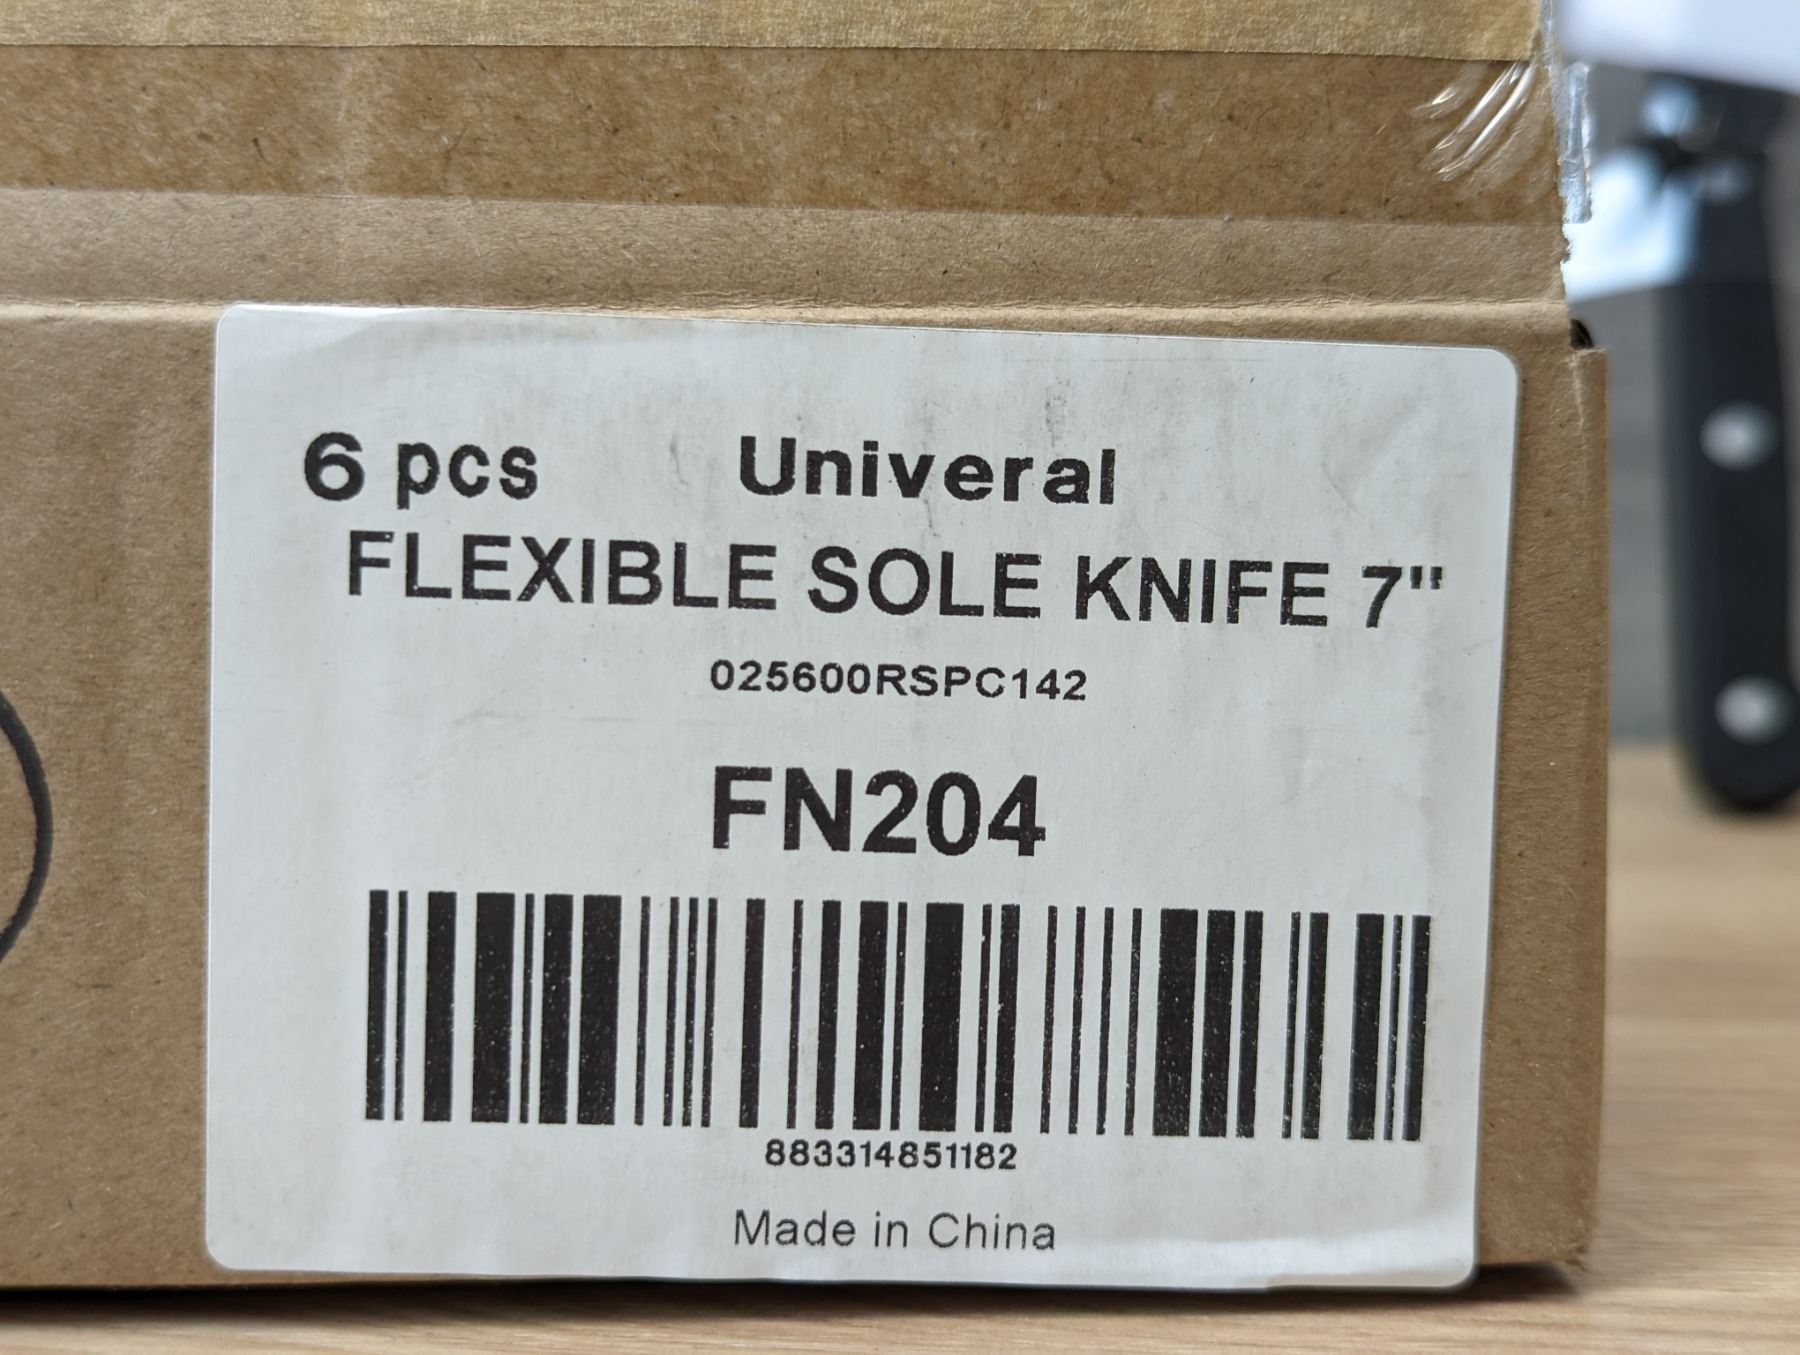 6 pcs Univeral
FLEXIBLE SOLE KNIFE 7"
025600RSPC142
FN204
883314851182
Made in China